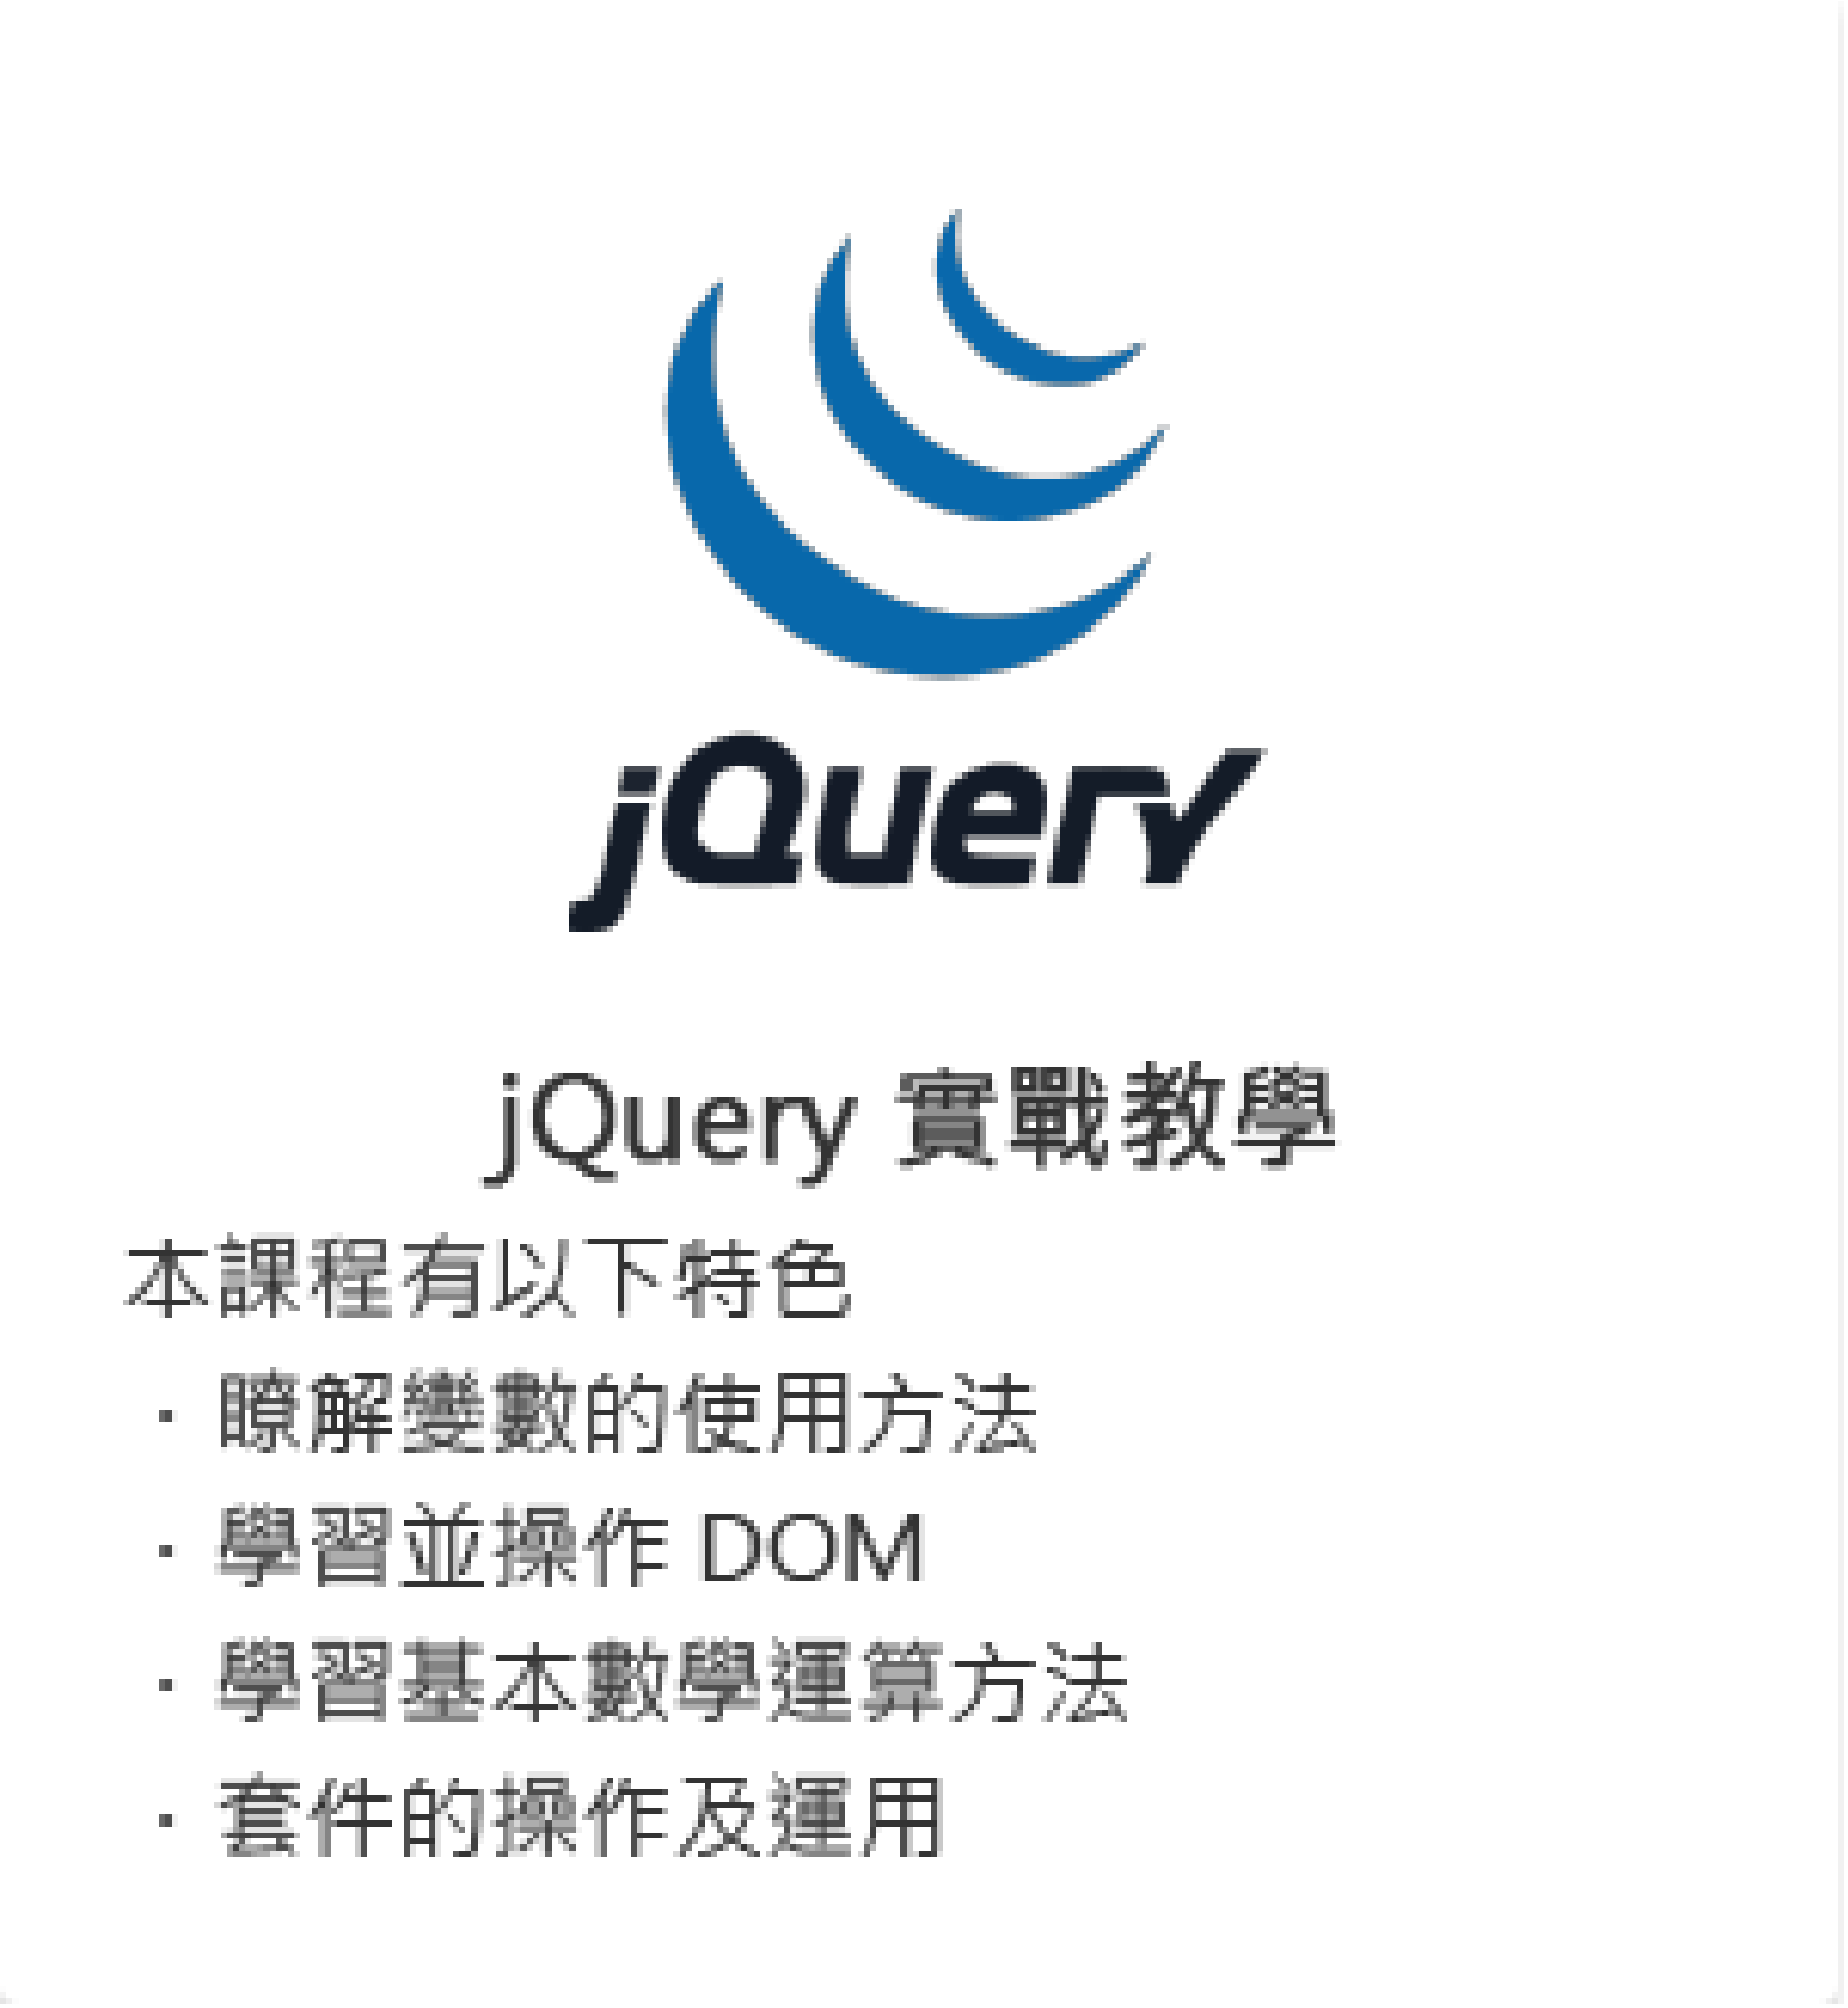 jQuery
jQuery 實戰教學
本課程有以下特色
・瞭解變數的使用方法
・學習並操作 DOM
・學習基本數學運算方法
・套件的操作及運用